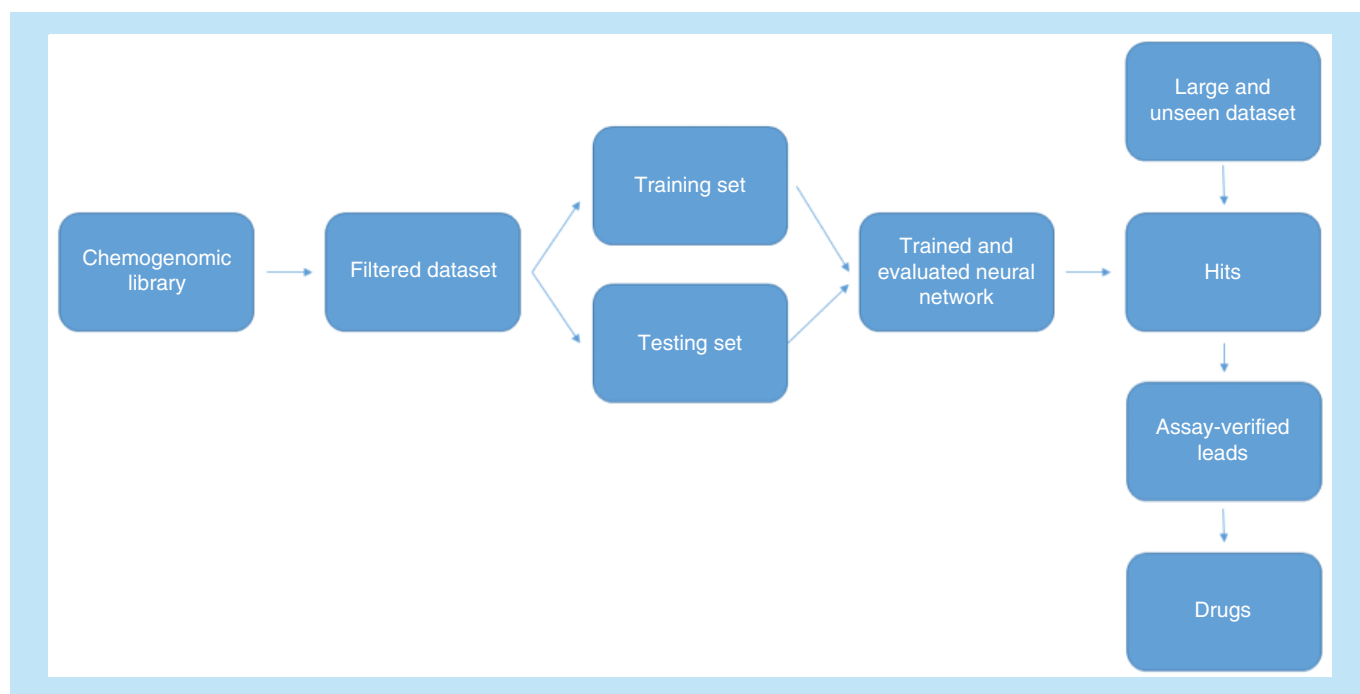 Chemogenomic
library
Filtered dataset
Training set
Testing set
Trained and
evaluated neural
network
Large and
unseen dataset
Hits
Assay-verified
leads
Drugs